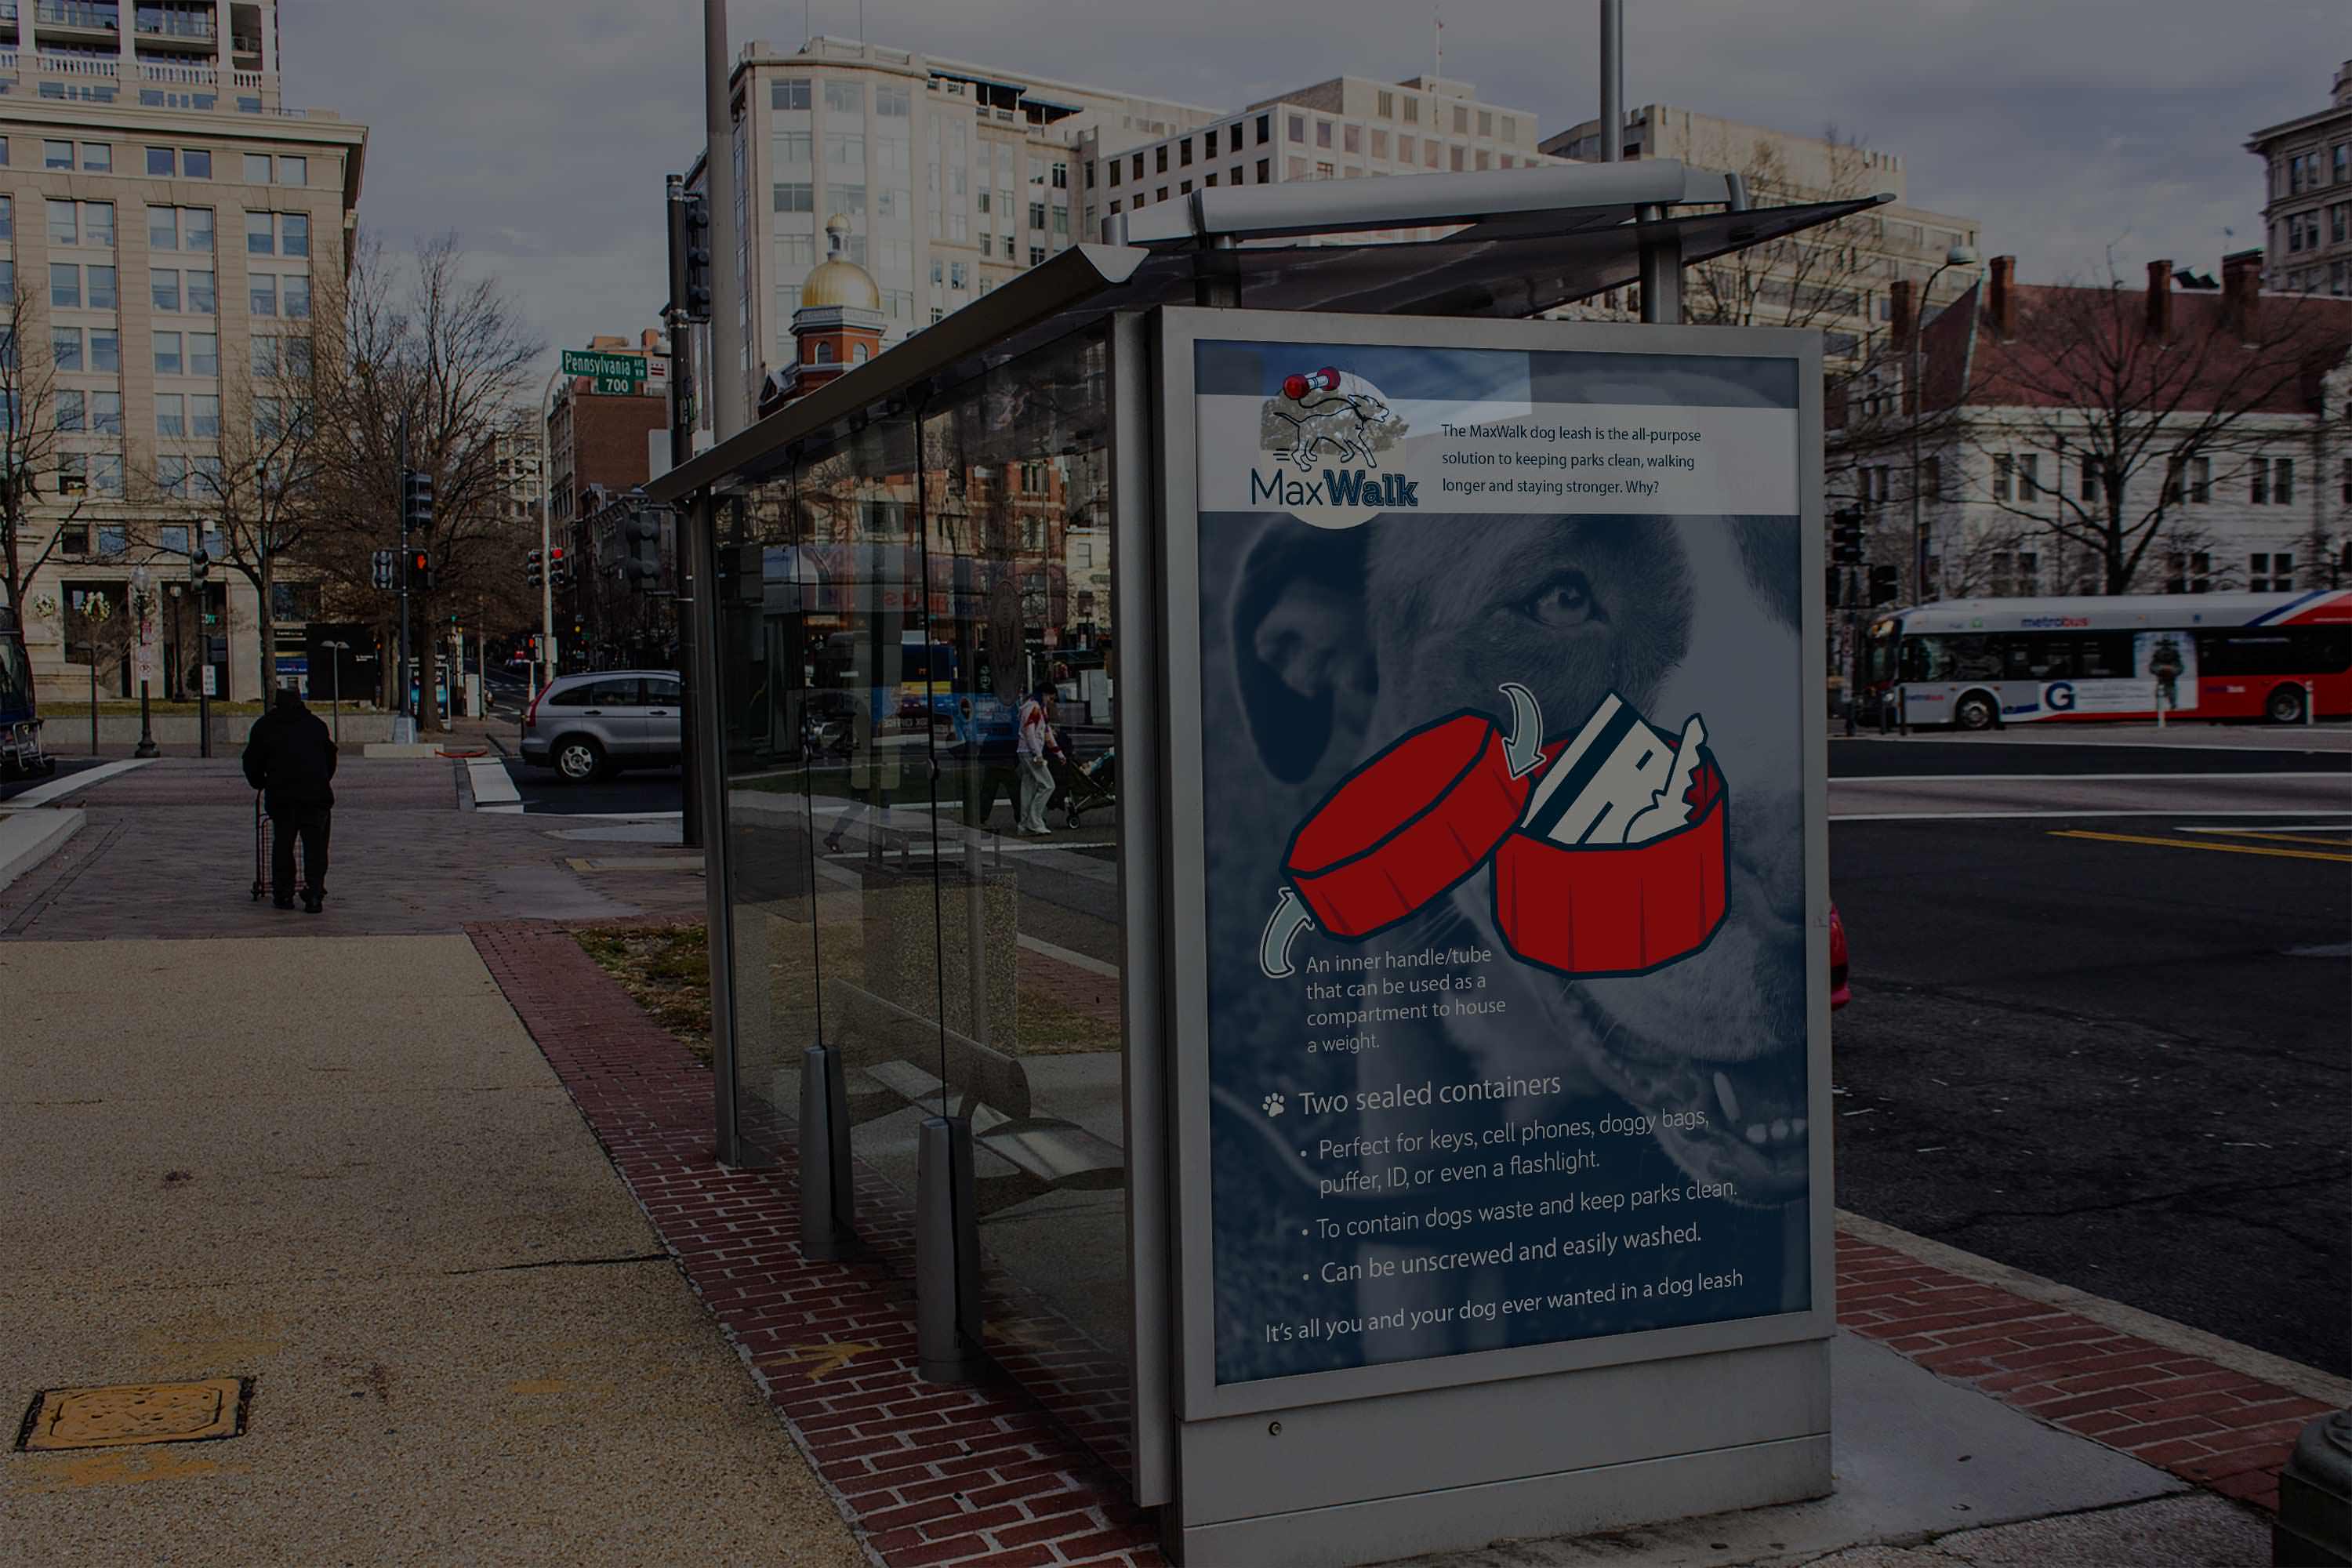 Pennsylvania AVE NW
700
The MaxWalk dog leash is the all-purpose
solution to keeping parks clean, walking
longer and staying stronger. Why?
MaxWalk
metrobus
G
An inner handle/tube
that can be used as a
compartment to house
a weight.
Two sealed containers
• Perfect for keys, cell phones, doggy bags,
puffer, ID, or even a flashlight.
• To contain dogs waste and keep parks clean.
• Can be unscrewed and easily washed.
It's all you and your dog ever wanted in a dog leash